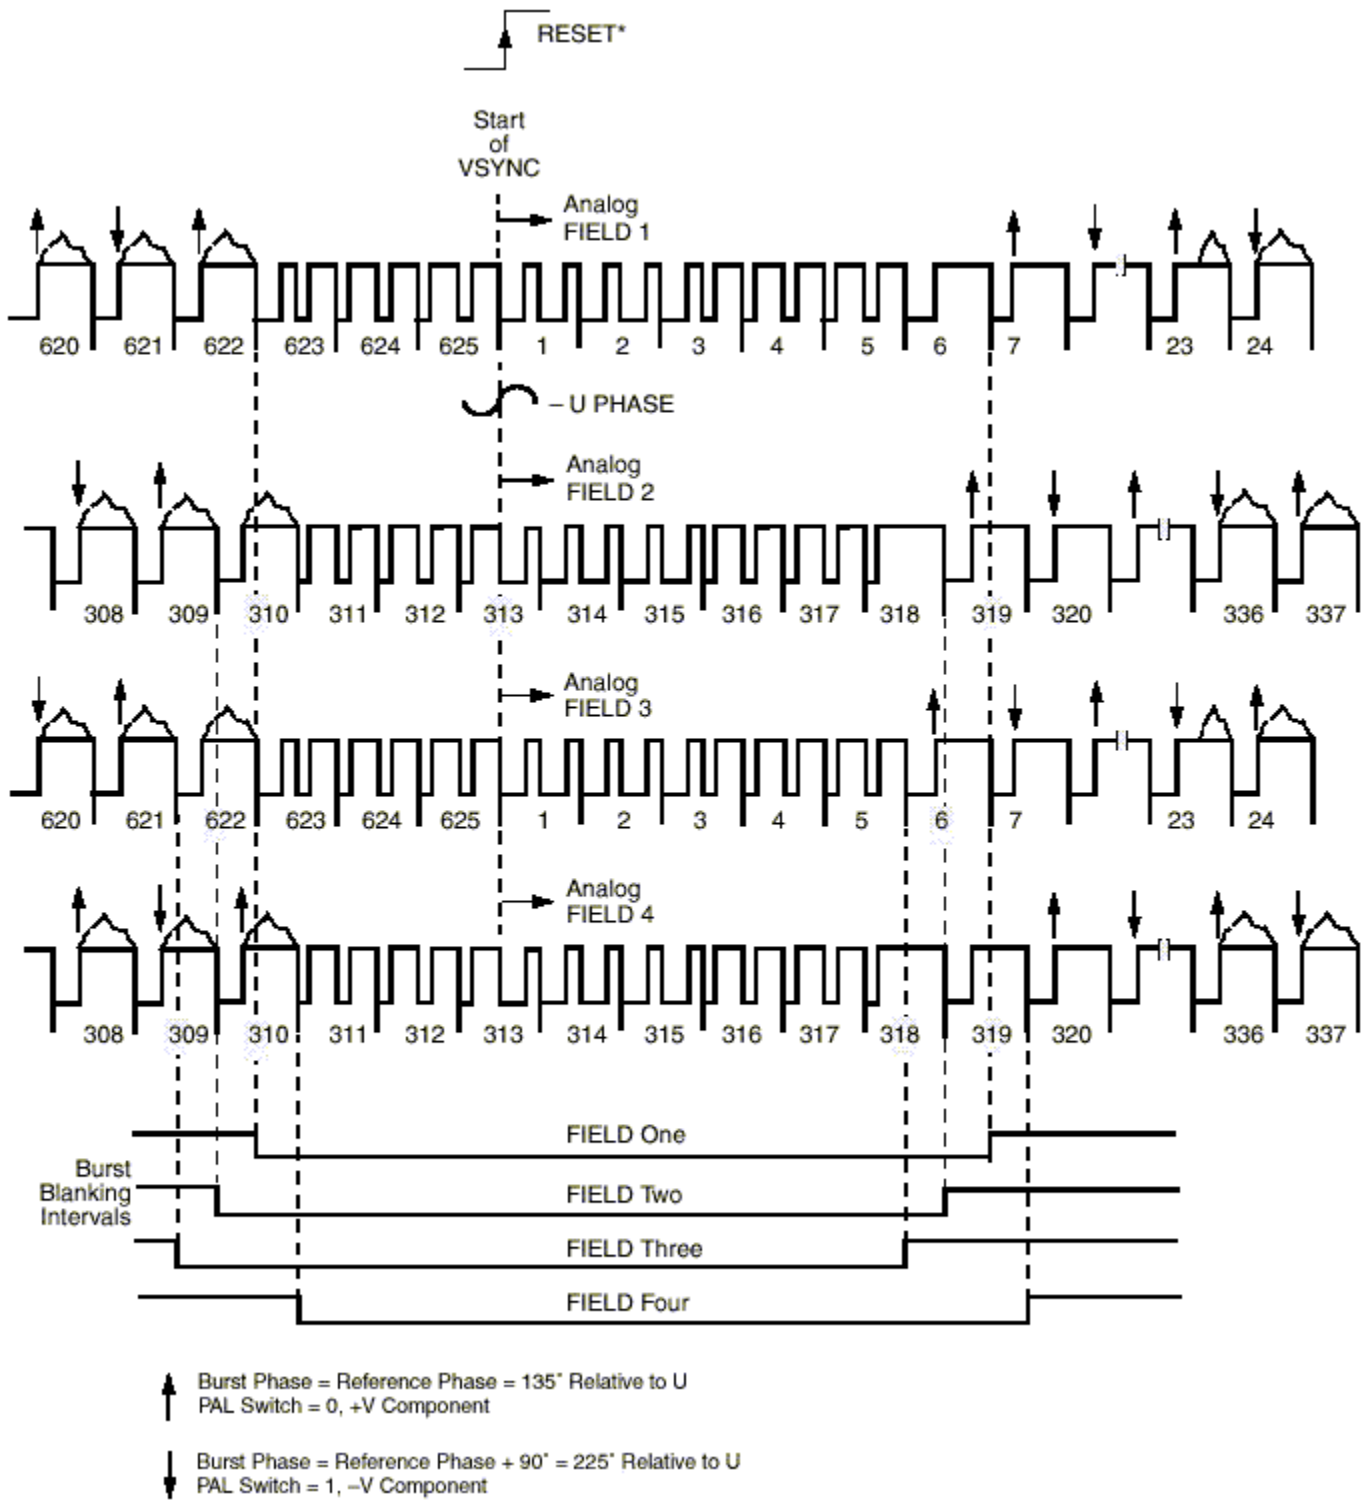 RESET*
Start
of
VSYNC
Analog
FIELD 1
620 621 622 623 624 625 1 2 3 4 5 6 7 23 24
– U PHASE
Analog
FIELD 2
308 309 310 311 312 313 314 315 316 317 318 319 320 336 337
Analog
FIELD 3
620 621 622 623 624 625 1 2 3 4 5 6 7 23 24
Analog
FIELD 4
308 309 310 311 312 313 314 315 316 317 318 319 320 336 337
FIELD One
Burst
Blanking
Intervals
FIELD Two
FIELD Three
FIELD Four
Burst Phase = Reference Phase = 135° Relative to U
PAL Switch = 0, +V Component
Burst Phase = Reference Phase + 90° = 225° Relative to U
PAL Switch = 1, –V Component